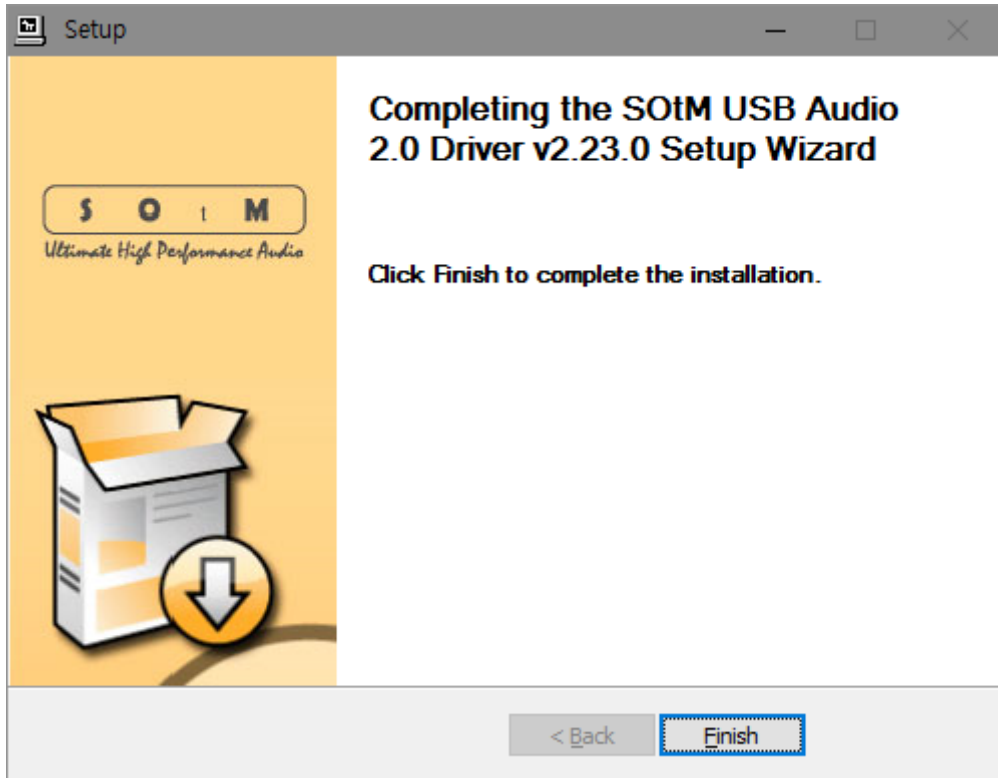 Setup
S O t M
Ultimate High Performance Audio
Completing the SOtM USB Audio
2.0 Driver v2.23.0 Setup Wizard
Click Finish to complete the installation.
< Back
Finish